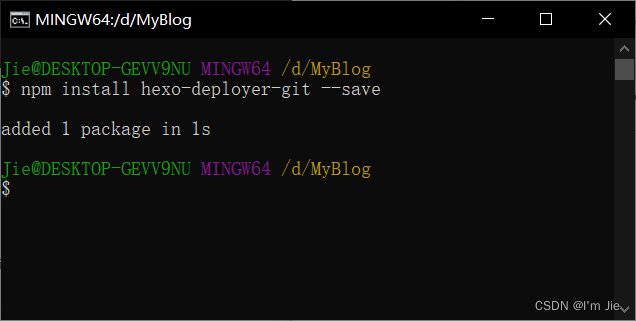 MINGW64:/d/MyBlog
Jie@DESKTOP-GEVV9NU MINGW64 /d/MyBlog
$ npm install hexo-deployer-git --save
added 1 package in 1s
Jie@DESKTOP-GEVV9NU MINGW64 /d/MyBlog
$
CSDN @I'm Jie